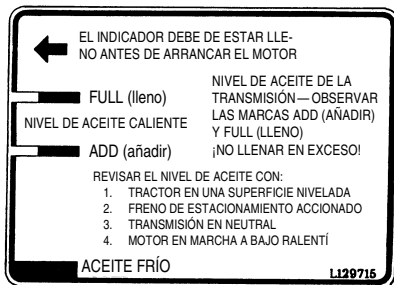 EL INDICADOR DEBE DE ESTAR LLE-
NO ANTES DE ARRANCAR EL MOTOR
FULL (lleno)
NIVEL DE ACEITE CALIENTE
ADD (añadir)
NIVEL DE ACEITE DE LA
TRANSMISIÓN — OBSERVAR
LAS MARCAS ADD (AÑADIR)
Y FULL (LLENO)
¡NO LLENAR EN EXCESO!
REVISAR EL NIVEL DE ACEITE CON:
1. TRACTOR EN UNA SUPERFICIE NIVELADA
2. FRENO DE ESTACIONAMIENTO ACCIONADO
3. TRANSMISIÓN EN NEUTRAL
4. MOTOR EN MARCHA A BAJO RALENTÍ
ACEITE FRÍO
L129715